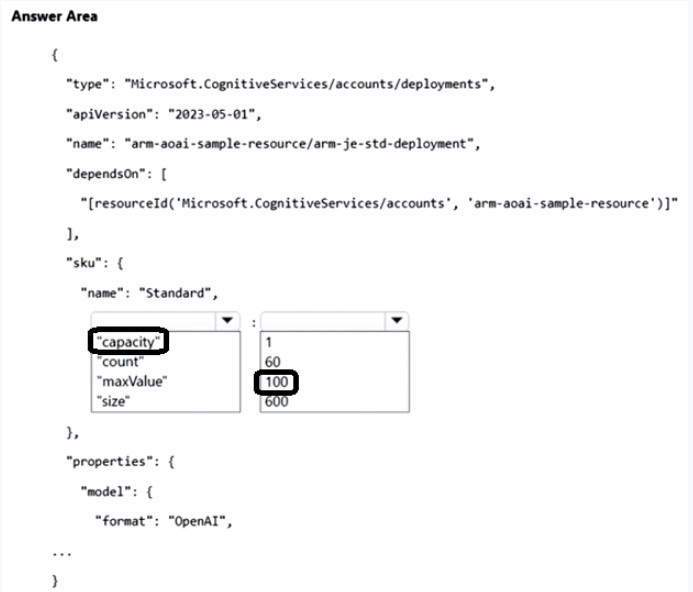 Answer Area
{
"type": "Microsoft.CognitiveServices/accounts/deployments",
"apiVersion": "2023-05-01",
"name": "arm-aoai-sample-resource/arm-je-std-deployment",
"dependsOn": [
"[resourceId('Microsoft.CognitiveServices/accounts', 'arm-aoai-sample-resource')]"
],
"sku": {
"name": "Standard",
:
"capacity" 1
"count" 60
"maxValue" 100
"size" 600
},
"properties": {
"model": {
"format": "OpenAI",
...
}